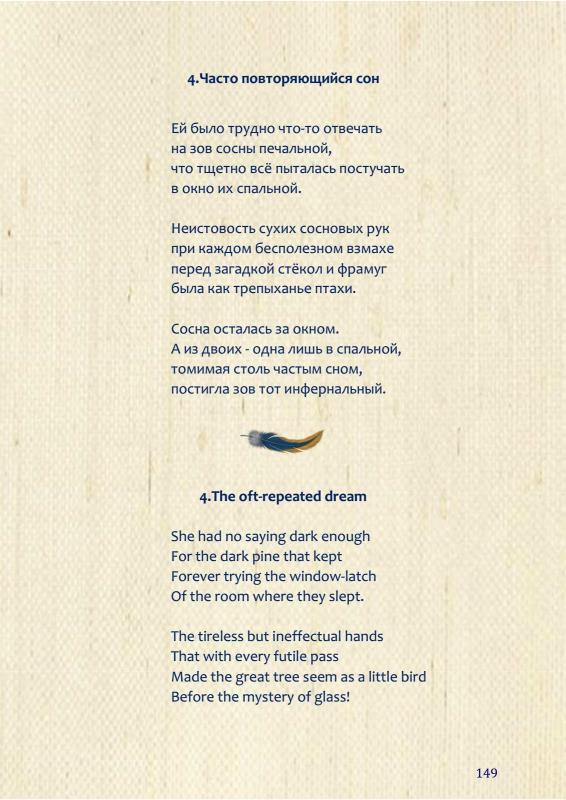 4.Часто повторяющийся сон
Ей было трудно что-то отвечать
на зов сосны печальной,
что тщетно всё пыталась постучать
в окно их спальной.
Неистовость сухих сосновых рук
при каждом бесполезном взмахе
перед загадкой стёкол и фрамуг
была как трепыханье птахи.
Сосна осталась за окном.
А из двоих - одна лишь в спальной,
томимая столь частым сном,
постигла зов тот инфернальный.
4.The oft-repeated dream
She had no saying dark enough
For the dark pine that kept
Forever trying the window-latch
Of the room where they slept.
The tireless but ineffectual hands
That with every futile pass
Made the great tree seem as a little bird
Before the mystery of glass!
149